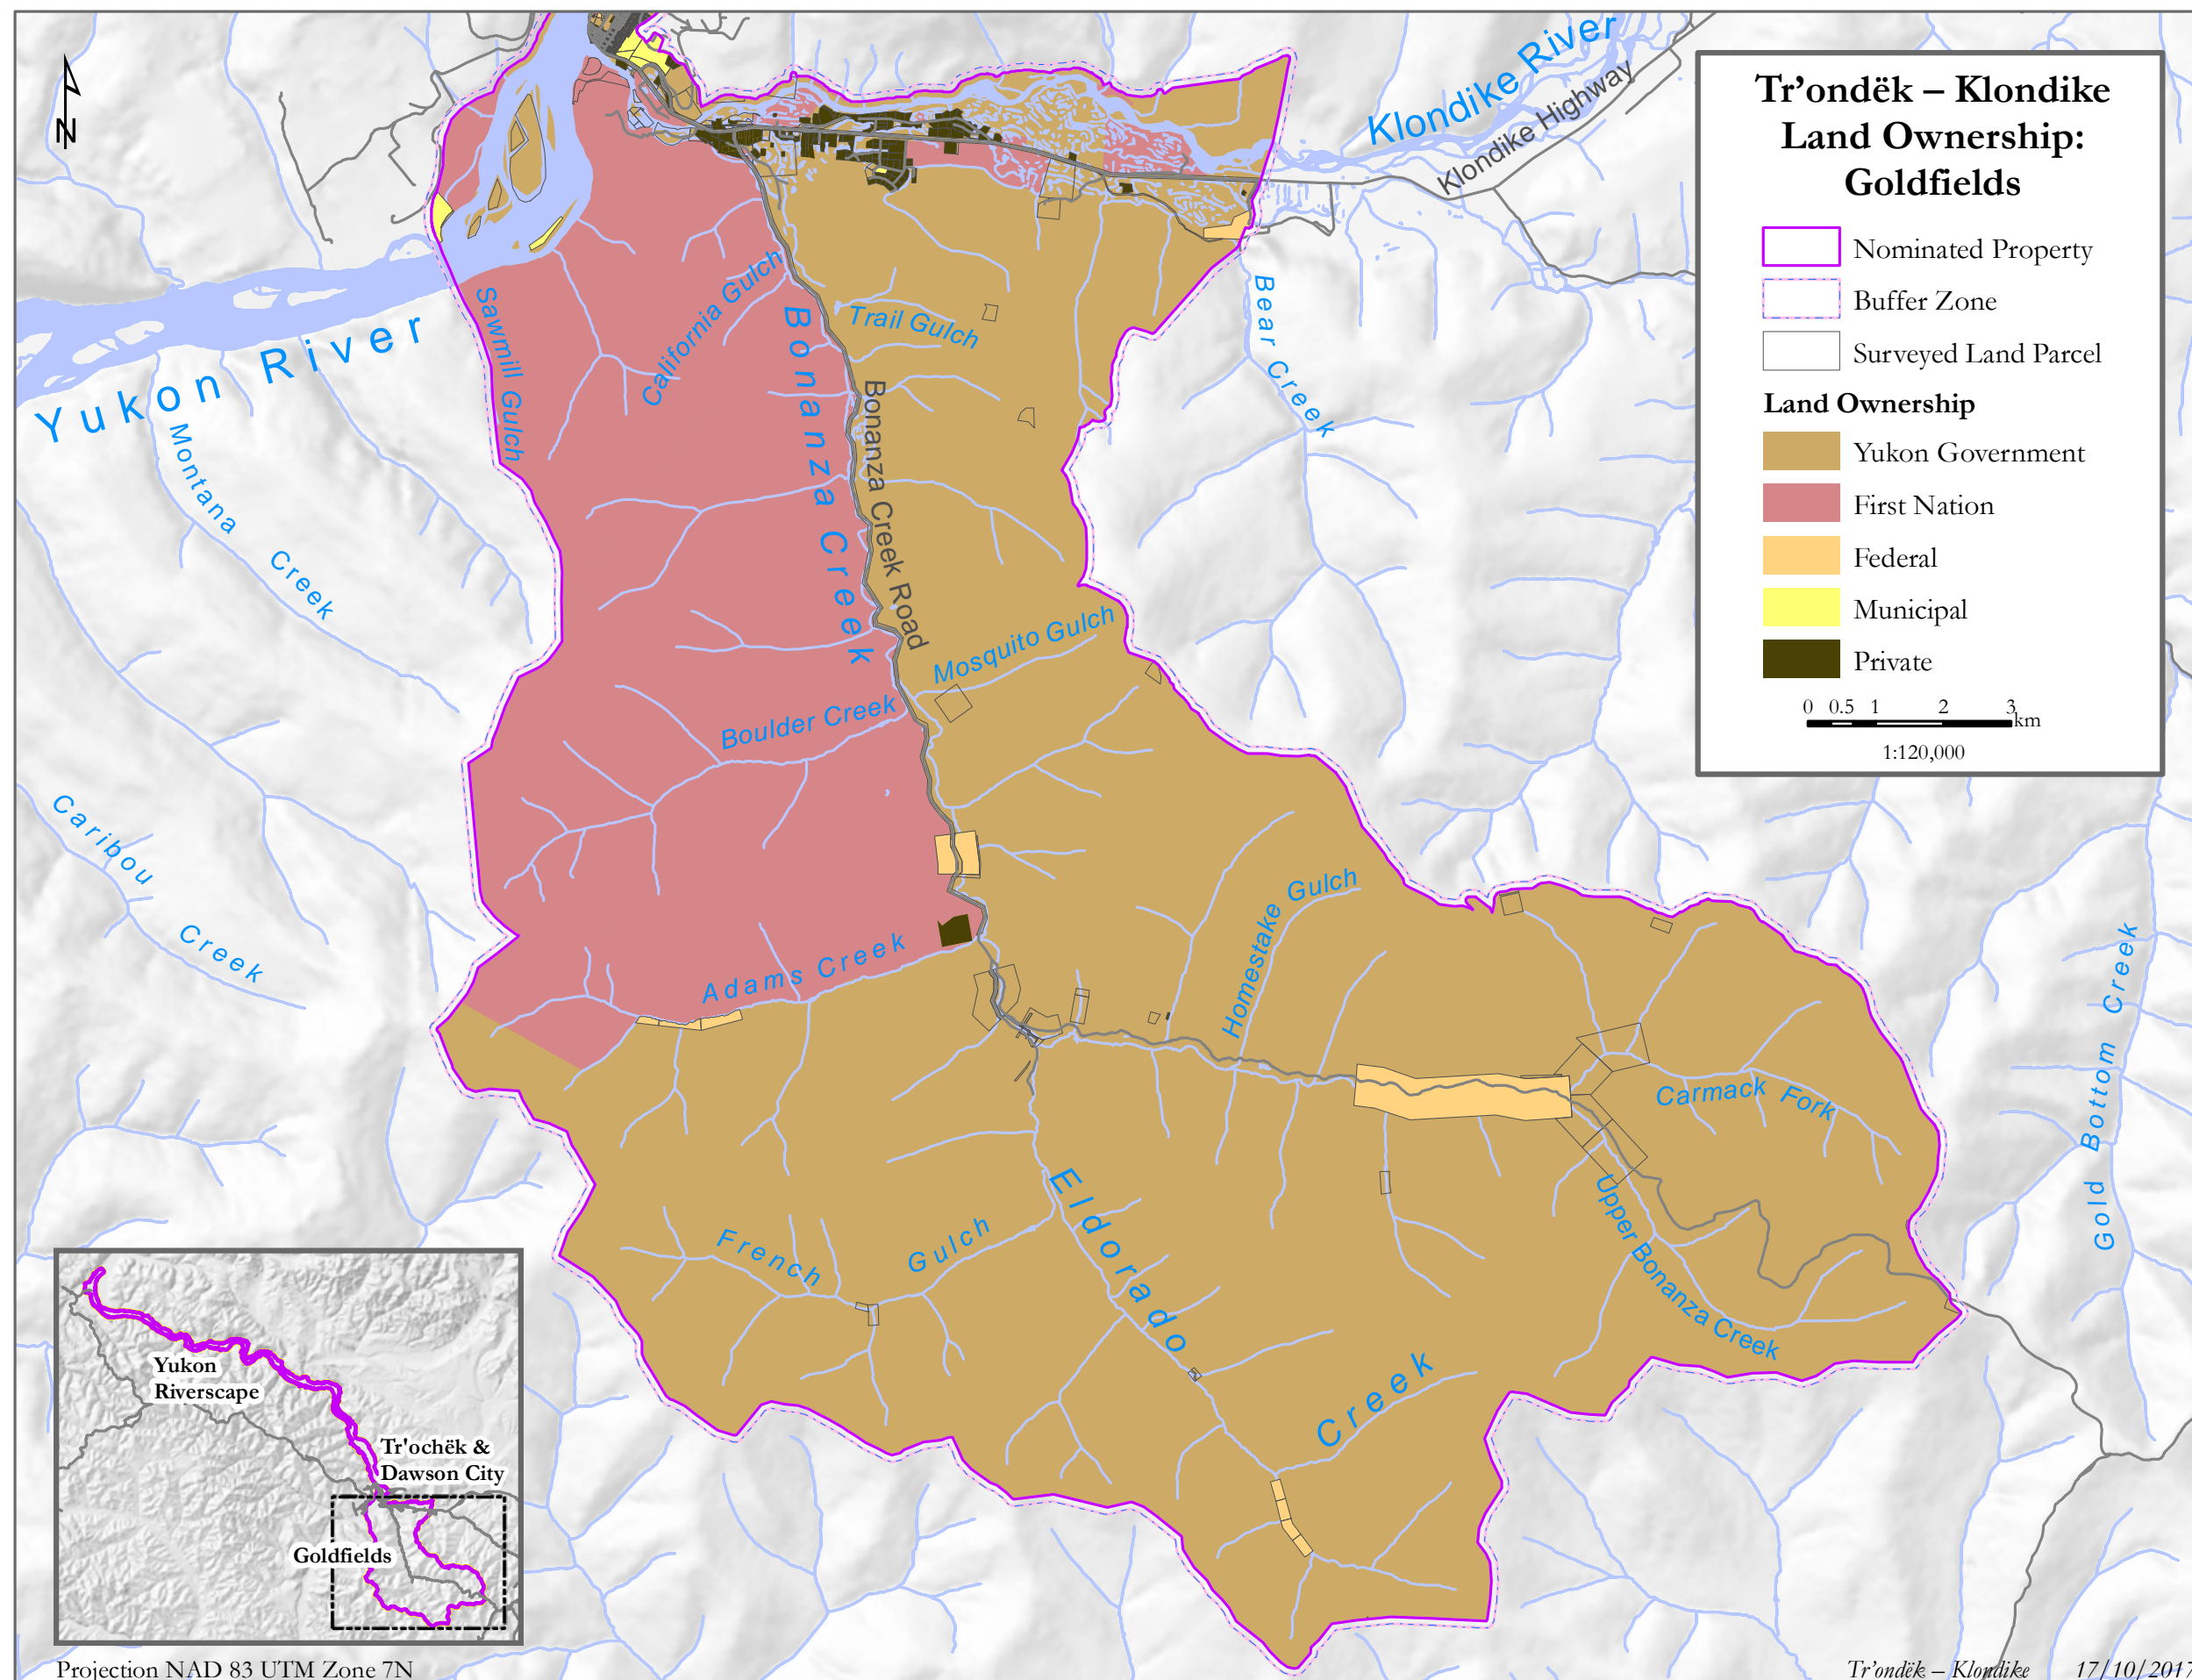 Tr’ondëk – Klondike
Land Ownership:
Goldfields
Nominated Property
Buffer Zone
Surveyed Land Parcel
Land Ownership
Yukon Government
First Nation
Federal
Municipal
Private
0 0.5 1 2 3 km
1:120,000
N
Klondike River
Klondike Highway
Yukon River
Sawmill Gulch
California Gulch
Trail Gulch
Bonanza Creek
Bonanza Creek Road
Bear Creek
Montana Creek
Mosquito Gulch
Boulder Creek
Caribou Creek
Adams Creek
Homestake Gulch
Carmack Fork
Gold Bottom Creek
Upper Bonanza Creek
French Gulch
Eldorado Creek
Yukon
Riverscape
Tr'ochëk &
Dawson City
Goldfields
Projection NAD 83 UTM Zone 7N
Tr’ondëk – Klondike 17/10/2017